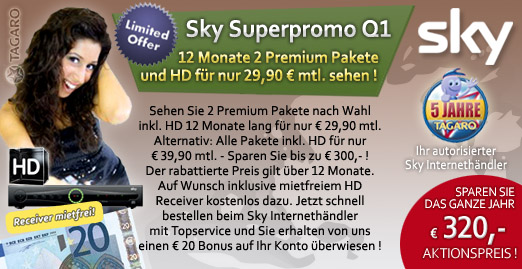 TAGARO
Limited
Offer
Sky Superpromo Q1
12 Monate 2 Premium Pakete
und HD für nur 29,90 € mtl. sehen !
sky
Sehen Sie 2 Premium Pakete nach Wahl
inkl. HD 12 Monate lang für nur € 29,90 mtl.
Alternativ: Alle Pakete inkl. HD für nur
€ 39,90 mtl. - Sparen Sie bis zu € 300,- !
Der rabattierte Preis gilt über 12 Monate.
Auf Wunsch inklusive mietfreiem HD
Receiver kostenlos dazu. Jetzt schnell
bestellen beim Sky Internethändler
mit Topservice und Sie erhalten von uns
einen € 20 Bonus auf Ihr Konto überwiesen !
5 JAHRE
TAGARO
Ihr autorisierter
Sky Internethändler
HD
Receiver mietfrei!
20
SPAREN SIE
DAS GANZE JAHR
€ 320,-
AKTIONSPREIS !